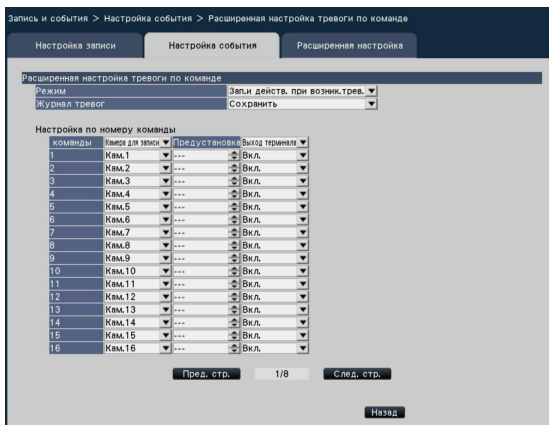 Запись и события > Настройка события > Расширенная настройка тревоги по команде
Настройка записи Настройка события Расширенная настройка
Расширенная настройка тревоги по команде
Режим Зап.и действ. при возник.трев.
Журнал тревог Сохранить
Настройка по номеру команды
команды Камера для записи Предустановка Выход терминала
1 Кам.1 --- Вкл.
2 Кам.2 --- Вкл.
3 Кам.3 --- Вкл.
4 Кам.4 --- Вкл.
5 Кам.5 --- Вкл.
6 Кам.6 --- Вкл.
7 Кам.7 --- Вкл.
8 Кам.8 --- Вкл.
9 Кам.9 --- Вкл.
10 Кам.10 --- Вкл.
11 Кам.11 --- Вкл.
12 Кам.12 --- Вкл.
13 Кам.13 --- Вкл.
14 Кам.14 --- Вкл.
15 Кам.15 --- Вкл.
16 Кам.16 --- Вкл.
Пред. стр. 1/8 След. стр.
Назад